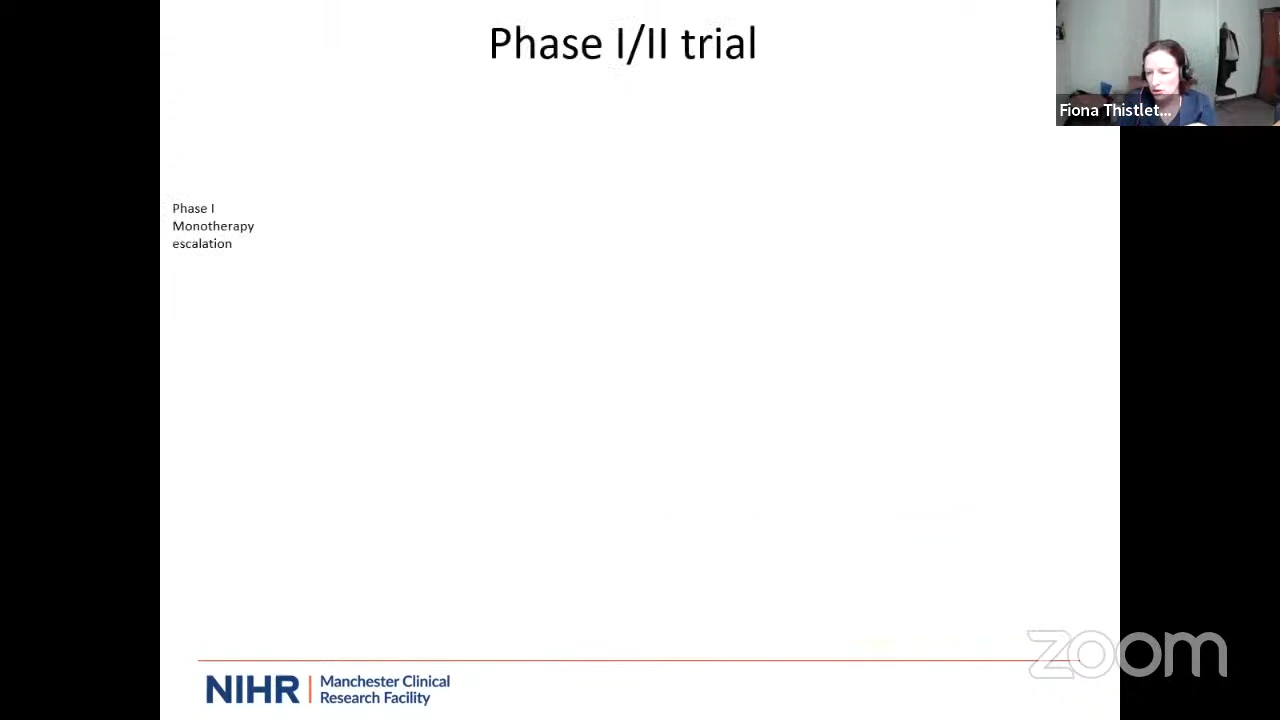 Phase I/II trial
Fiona Thistlet...
Phase I
Monotherapy
escalation
NIHR | Manchester Clinical
Research Facility
zoom